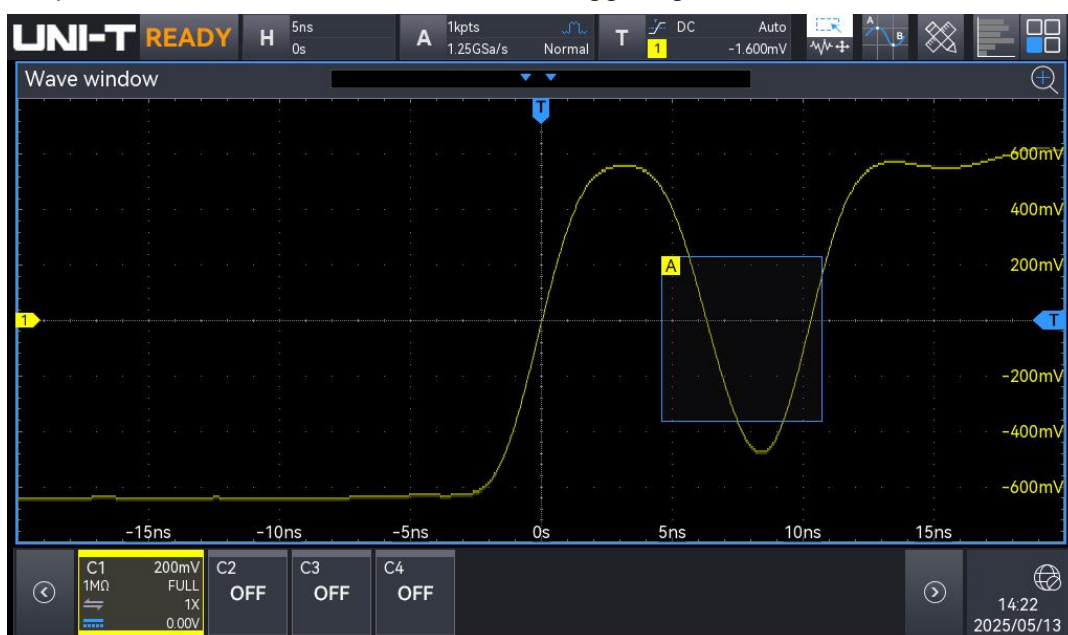 UNI-T READY H 5ns 0s A 1kpts 1.25GSa/s Normal T 1 DC Auto -1.600mV A B
Wave window
T
600mV
400mV
A 200mV
1 T
-200mV
-400mV
-600mV
-15ns -10ns -5ns 0s 5ns 10ns 15ns
C1 200mV C2 C3 C4
1MΩ FULL OFF OFF OFF
1X
0.00V
14:22
2025/05/13